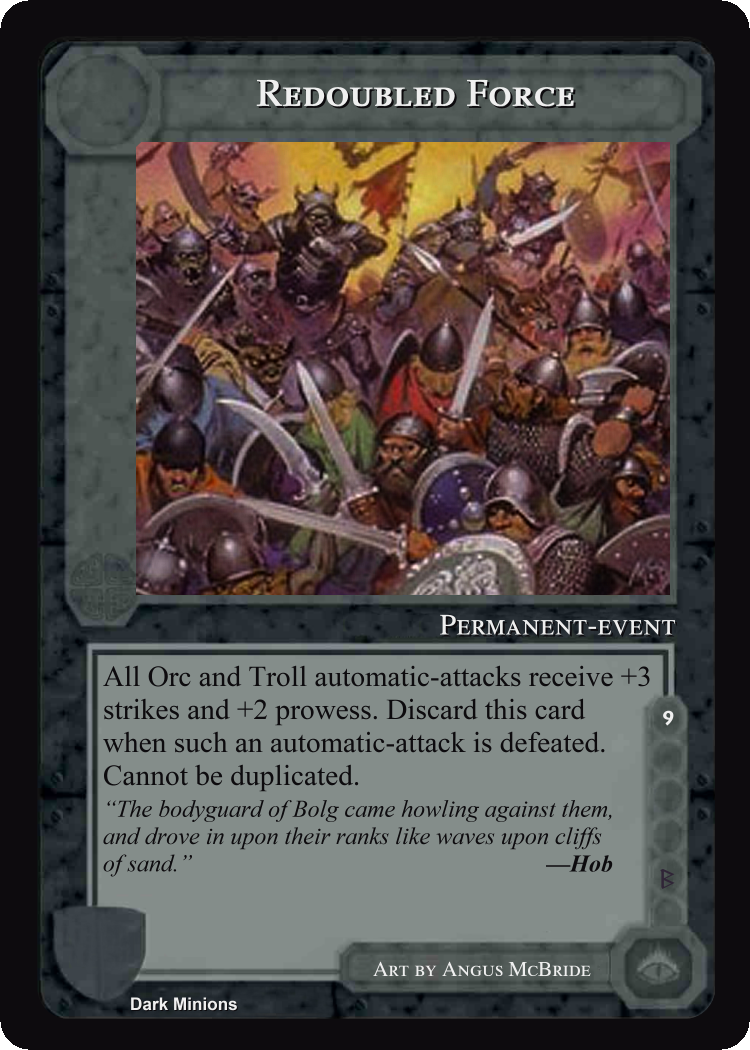 REDOUBLED FORCE
PERMANENT-EVENT
All Orc and Troll automatic-attacks receive +3
strikes and +2 prowess. Discard this card
when such an automatic-attack is defeated.
Cannot be duplicated.
“The bodyguard of Bolg came howling against them,
and drove in upon their ranks like waves upon cliffs
of sand.” —Hob
9
ART BY ANGUS MCBRIDE
Dark Minions